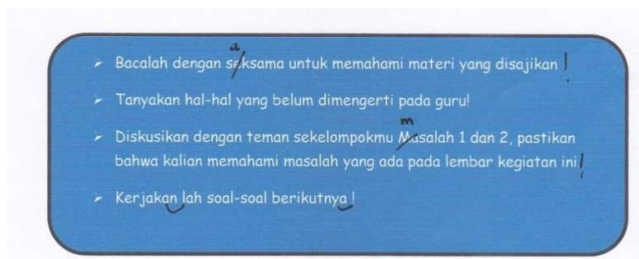 a
➤ Bacalah dengan seksama untuk memahami materi yang disajikan !
➤ Tanyakan hal-hal yang belum dimengerti pada guru!
m
➤ Diskusikan dengan teman sekelompokmu Masalah 1 dan 2, pastikan
bahwa kalian memahami masalah yang ada pada lembar kegiatan ini!
➤ Kerjakan lah soal-soal berikutnya !